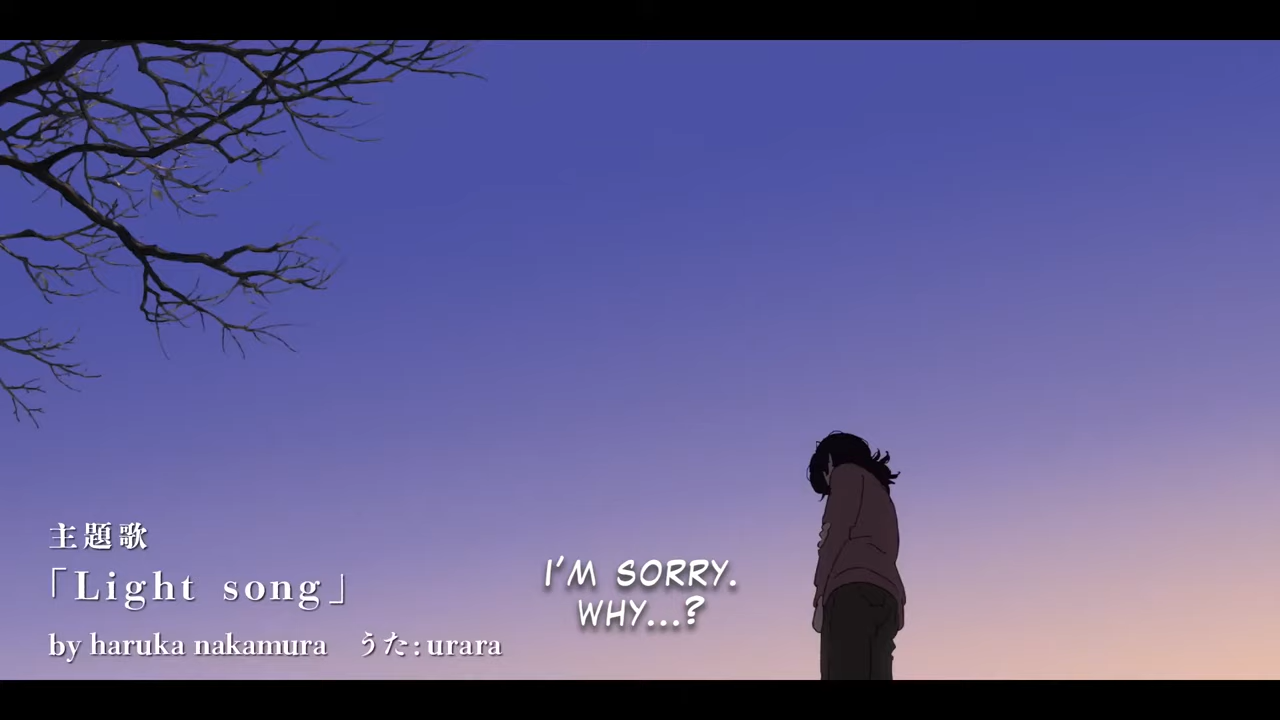 主題歌
「Light song」
by haruka nakamura　うた:urara
I'M SORRY.
WHY...?